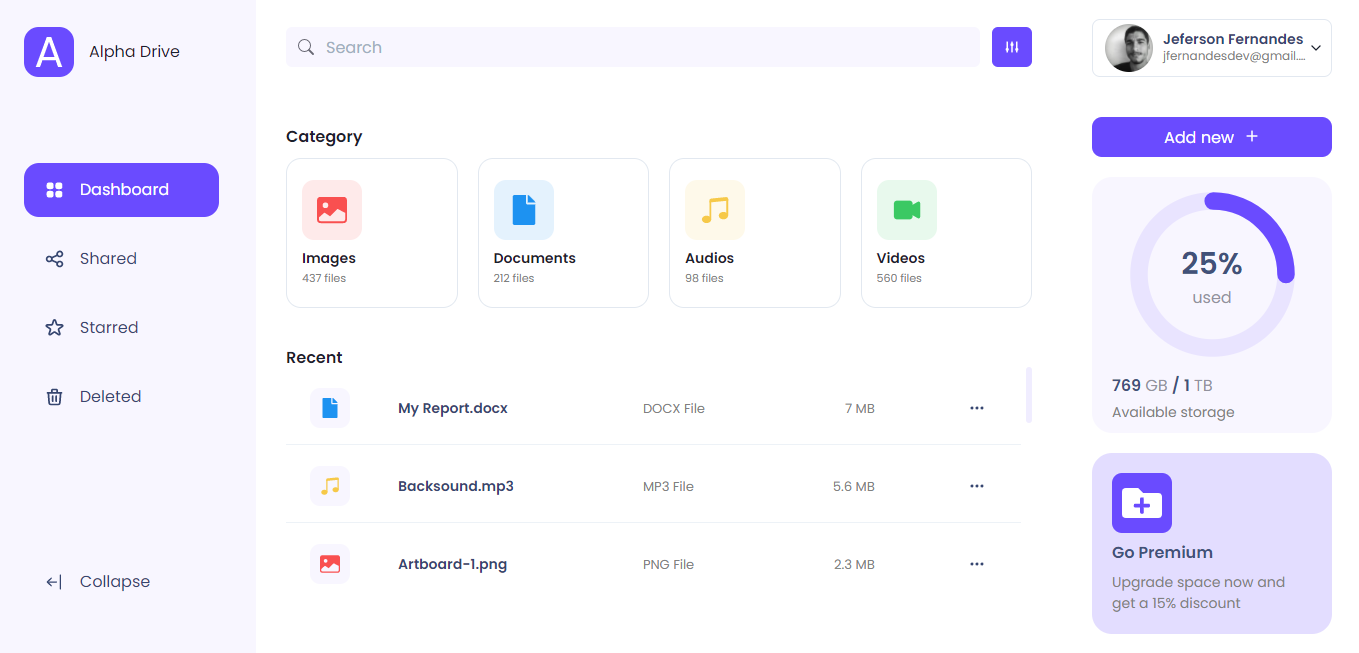 A
Alpha Drive
Dashboard
Shared
Starred
Deleted
Collapse
Search
Category
Images
437 files
Documents
212 files
Audios
98 files
Videos
560 files
Recent
My Report.docx DOCX File 7 MB
Backsound.mp3 MP3 File 5.6 MB
Artboard-1.png PNG File 2.3 MB
Jeferson Fernandes
jfernandesdev@gmail....
Add new +
25%
used
769 GB / 1 TB
Available storage
Go Premium
Upgrade space now and
get a 15% discount